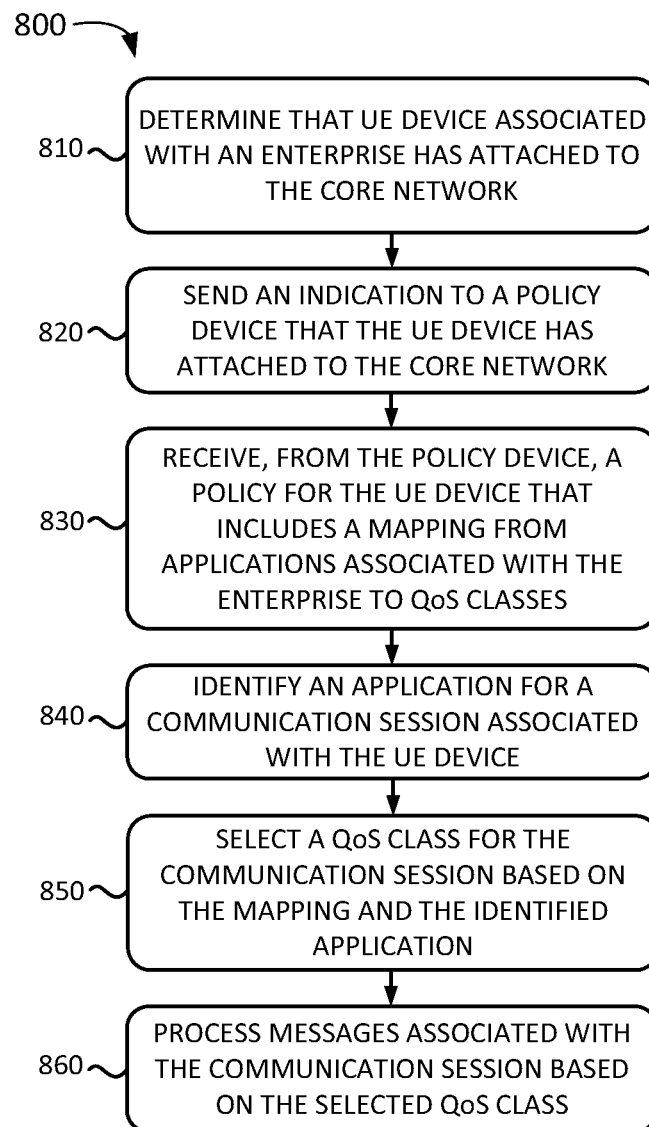 800
810
DETERMINE THAT UE DEVICE ASSOCIATED
WITH AN ENTERPRISE HAS ATTACHED TO
THE CORE NETWORK
820
SEND AN INDICATION TO A POLICY
DEVICE THAT THE UE DEVICE HAS
ATTACHED TO THE CORE NETWORK
830
RECEIVE, FROM THE POLICY DEVICE, A
POLICY FOR THE UE DEVICE THAT
INCLUDES A MAPPING FROM
APPLICATIONS ASSOCIATED WITH THE
ENTERPRISE TO QoS CLASSES
840
IDENTIFY AN APPLICATION FOR A
COMMUNICATION SESSION ASSOCIATED
WITH THE UE DEVICE
850
SELECT A QoS CLASS FOR THE
COMMUNICATION SESSION BASED ON
THE MAPPING AND THE IDENTIFIED
APPLICATION
860
PROCESS MESSAGES ASSOCIATED WITH
THE COMMUNICATION SESSION BASED
ON THE SELECTED QoS CLASS